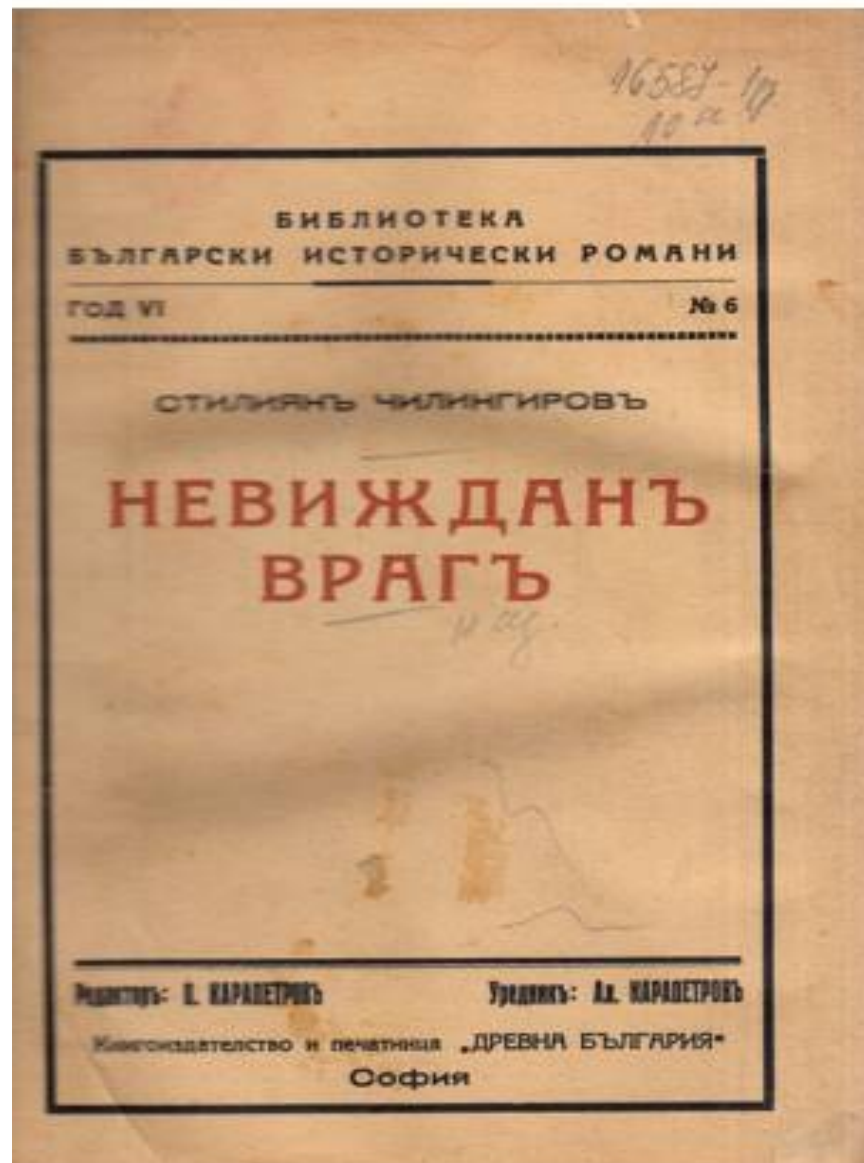 БИБЛИОТЕКА
БЪЛГАРСКИ ИСТОРИЧЕСКИ РОМАНИ
ГОД VI № 6
СТИЛИЯНЪ ЧИЛИНГИРОВЪ
НЕВИЖДАНЪ
ВРАГЪ
Редакторъ: П. КАРАПЕТРОВЪ Уредникъ: Ал. КАРАПЕТРОВЪ
Книгоиздателство и печатница „ДРЕВНА БЪЛГАРИЯ“
София